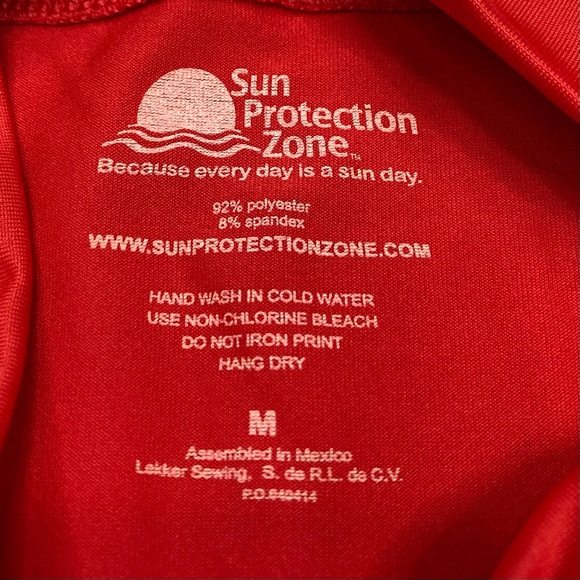 Sun
Protection
Zone™
Because every day is a sun day.
92% polyester
8% spandex
WWW.SUNPROTECTIONZONE.COM
HAND WASH IN COLD WATER
USE NON-CHLORINE BLEACH
DO NOT IRON PRINT
HANG DRY
M
Assembled in Mexico
Lekker Sewing, S. de R.L. de C.V.
P.O.